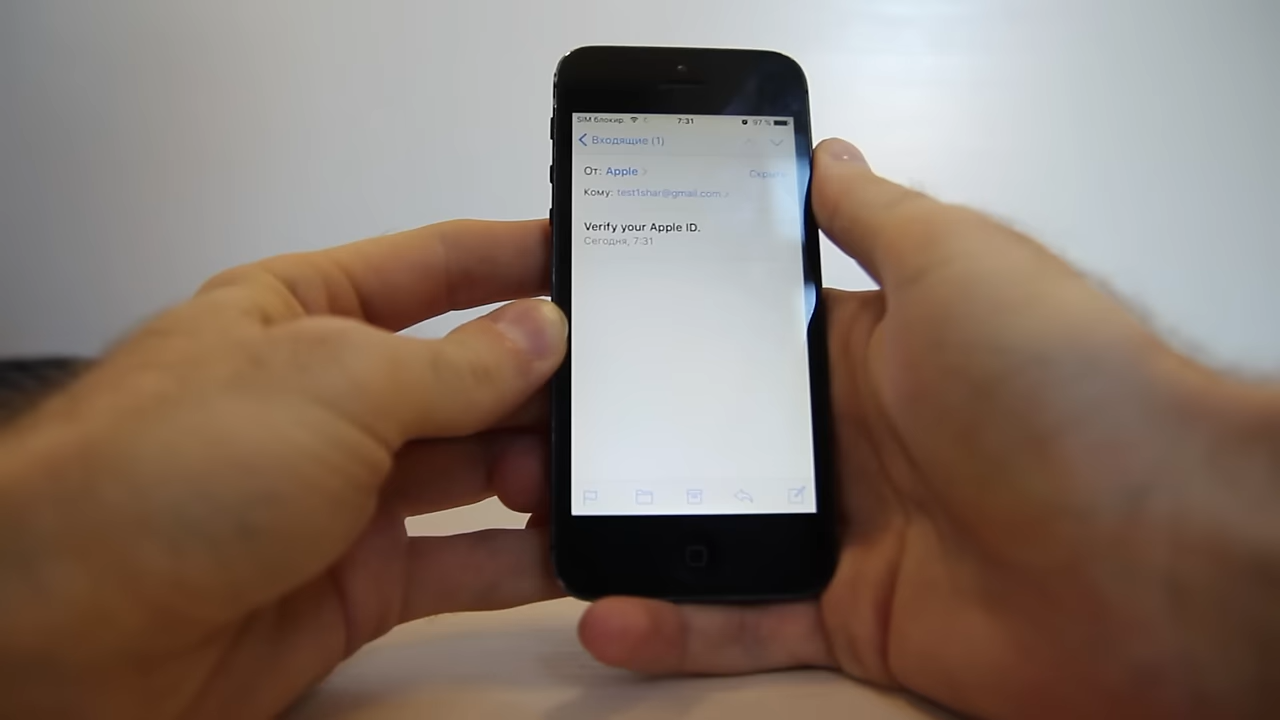 SIM блокир. 7:31 97 %
Входящие (1)
От: Apple Скрыть
Кому: test1shar@gmail.com
Verify your Apple ID.
Сегодня, 7:31